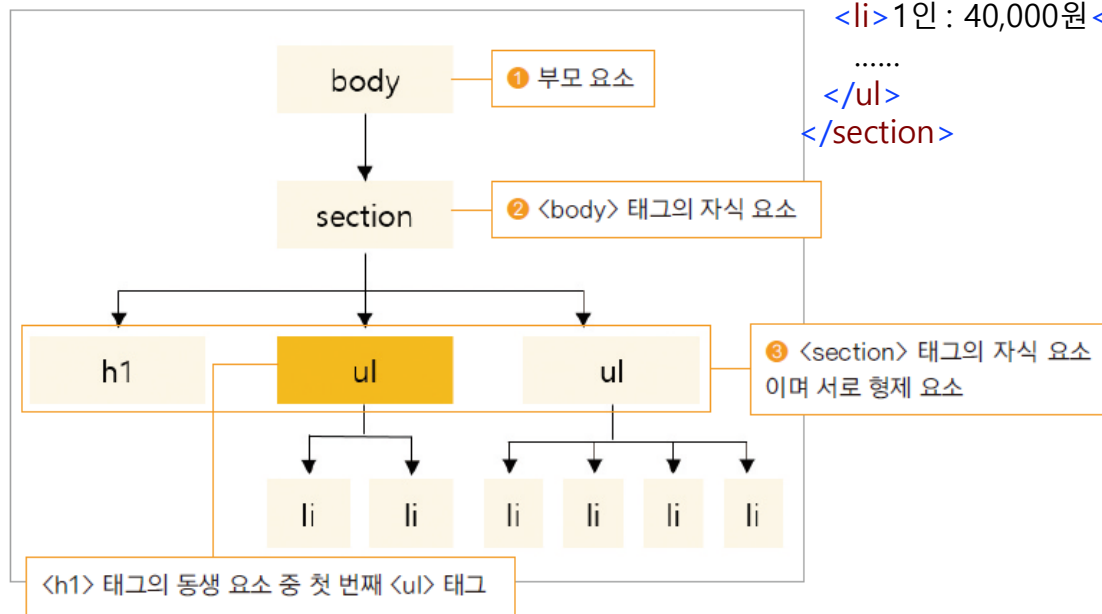 <li>1인 : 40,000원<
......
</ul>
</section>
body
❶ 부모 요소
section
❷ 〈body〉 태그의 자식 요소
h1
ul
ul
❸ 〈section〉 태그의 자식 요소
이며 서로 형제 요소
li
li
li
li
li
li
〈h1〉 태그의 동생 요소 중 첫 번째 〈ul〉 태그